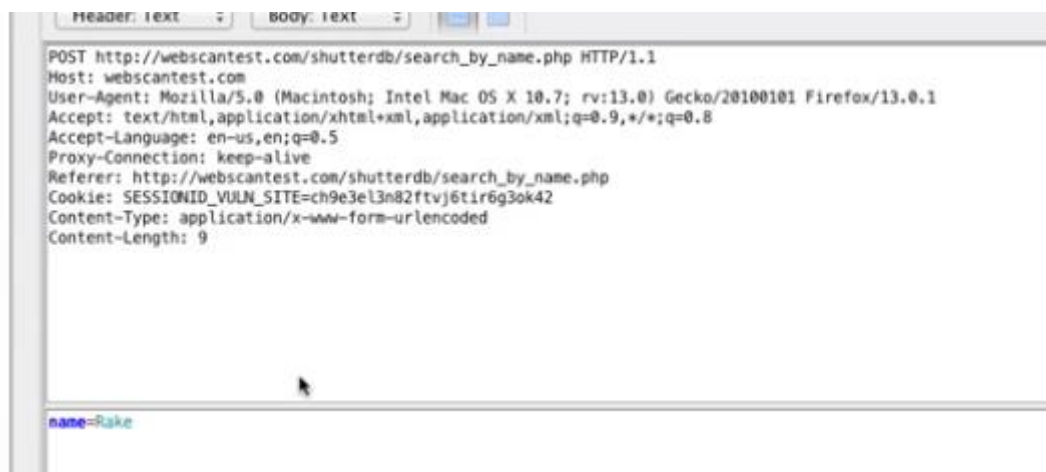 Header: Text Body: Text
POST http://webscantest.com/shutterdb/search_by_name.php HTTP/1.1
Host: webscantest.com
User-Agent: Mozilla/5.0 (Macintosh; Intel Mac OS X 10.7; rv:13.0) Gecko/20100101 Firefox/13.0.1
Accept: text/html,application/xhtml+xml,application/xml;q=0.9,*/*;q=0.8
Accept-Language: en-us,en;q=0.5
Proxy-Connection: keep-alive
Referer: http://webscantest.com/shutterdb/search_by_name.php
Cookie: SESSIONID_VULN_SITE=ch9e3el3n82ftvj6tir6g3ok42
Content-Type: application/x-www-form-urlencoded
Content-Length: 9
name=Rake